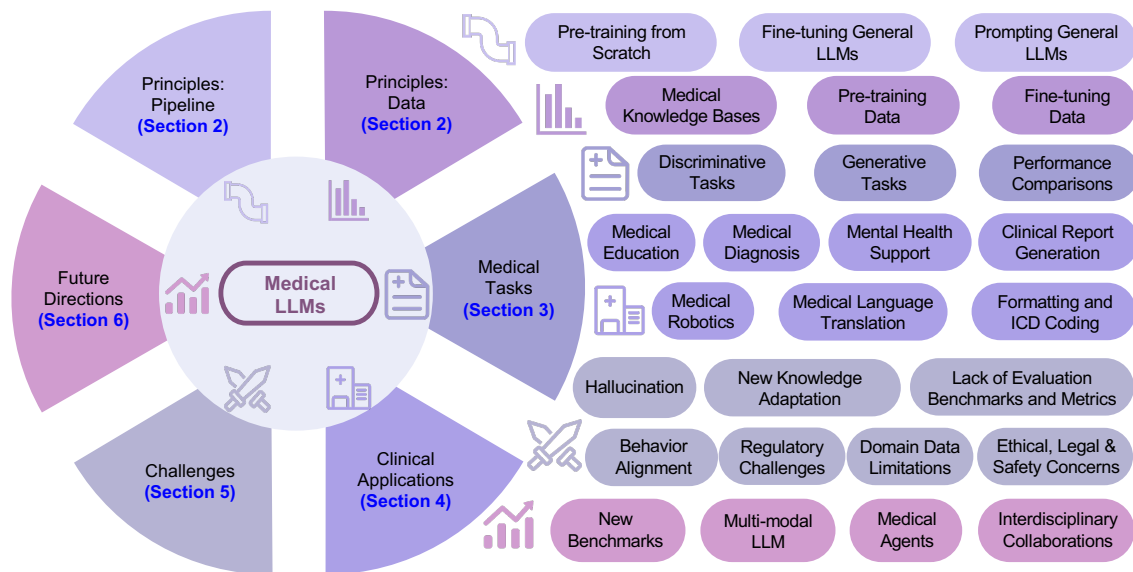 Principles:
Pipeline
(Section 2)
Principles:
Data
(Section 2)
Future
Directions
(Section 6)
Medical
LLMs
Medical
Tasks
(Section 3)
Challenges
(Section 5)
Clinical
Applications
(Section 4)
Pre-training from
Scratch
Fine-tuning General
LLMs
Prompting General
LLMs
Medical
Knowledge Bases
Pre-training
Data
Fine-tuning
Data
Discriminative
Tasks
Generative
Tasks
Performance
Comparisons
Medical
Education
Medical
Diagnosis
Mental Health
Support
Clinical Report
Generation
Medical
Robotics
Medical Language
Translation
Formatting and
ICD Coding
Hallucination
New Knowledge
Adaptation
Lack of Evaluation
Benchmarks and Metrics
Behavior
Alignment
Regulatory
Challenges
Domain Data
Limitations
Ethical, Legal &
Safety Concerns
New
Benchmarks
Multi-modal
LLM
Medical
Agents
Interdisciplinary
Collaborations